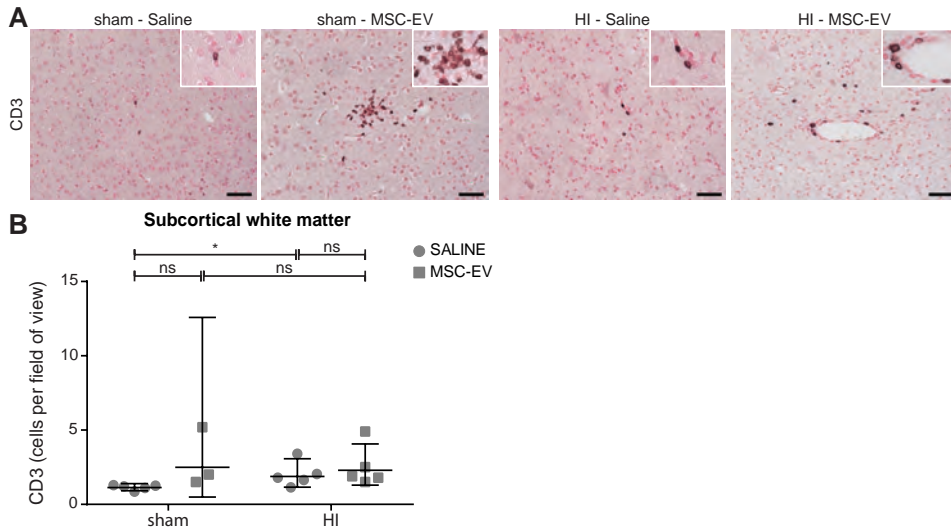 A
sham - Saline
sham - MSC-EV
HI - Saline
HI - MSC-EV
CD3
B
Subcortical white matter
* ns
ns ns
SALINE
MSC-EV
CD3 (cells per field of view)
15
10
5
0
sham HI